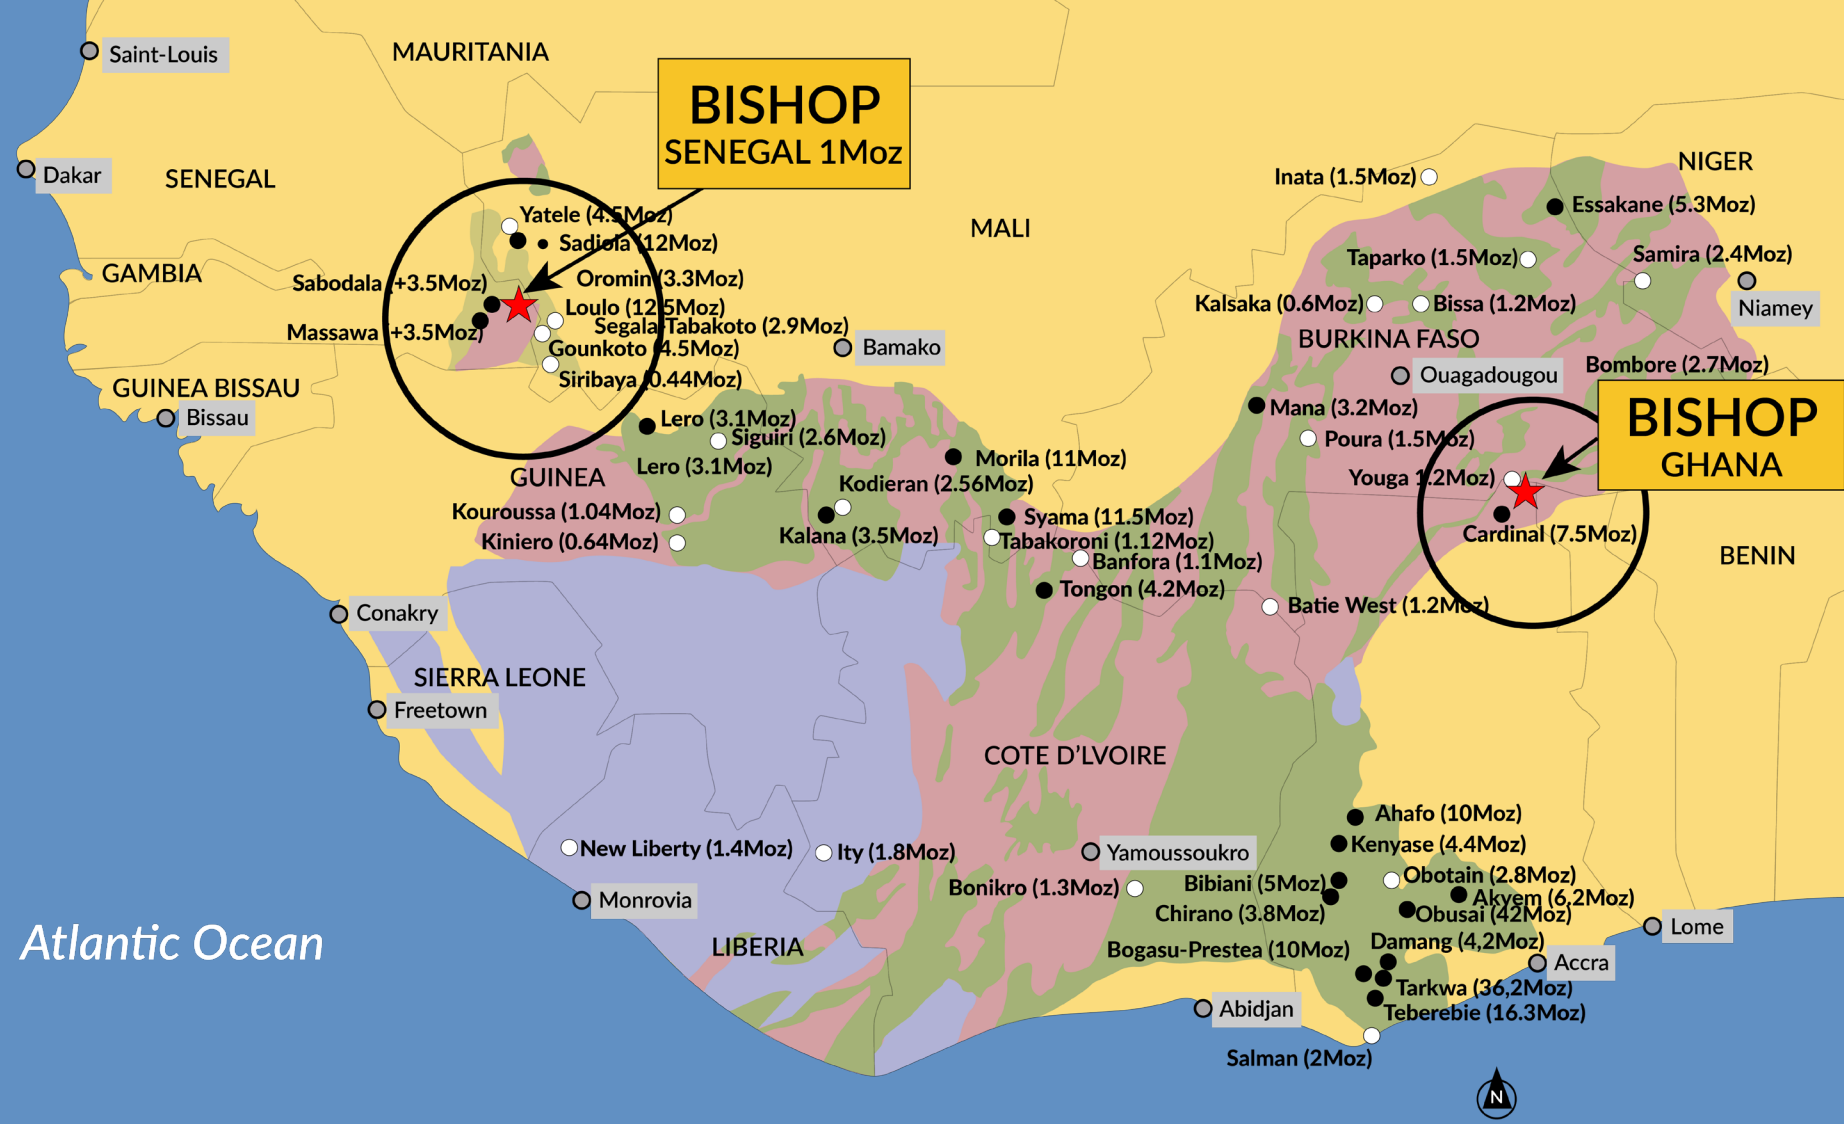 Saint-Louis
MAURITANIA
BISHOP
SENEGAL 1Moz
Dakar
SENEGAL
NIGER
Inata (1.5Moz)
Essakane (5.3Moz)
Yatele (4.5Moz)
MALI
Sadiola (12Moz)
Taparko (1.5Moz)
Samira (2.4Moz)
GAMBIA
Sabodala (+3.5Moz)
Oromin (3.3Moz)
Loulo (12.5Moz)
Kalsaka (0.6Moz)
Bissa (1.2Moz)
Niamey
Massawa (+3.5Moz)
Segala-Tabakoto (2.9Moz)
BURKINA FASO
Gounkoto (4.5Moz)
Bamako
Bombore (2.7Moz)
Siribaya (0.44Moz)
Ouagadougou
GUINEA BISSAU
Bissau
Mana (3.2Moz)
BISHOP
GHANA
Lero (3.1Moz)
Siguiri (2.6Moz)
Poura (1.5Moz)
Lero (3.1Moz)
Morila (11Moz)
GUINEA
Kodieran (2.56Moz)
Youga 1.2Moz)
Kouroussa (1.04Moz)
Syama (11.5Moz)
Kiniero (0.64Moz)
Kalana (3.5Moz)
Tabakoroni (1.12Moz)
Cardinal (7.5Moz)
Banfora (1.1Moz)
BENIN
Tongon (4.2Moz)
Batie West (1.2Moz)
Conakry
SIERRA LEONE
Freetown
COTE D’LVOIRE
Ahafo (10Moz)
Kenyase (4.4Moz)
New Liberty (1.4Moz)
Ity (1.8Moz)
Yamoussoukro
Bonikro (1.3Moz)
Bibiani (5Moz)
Obotain (2.8Moz)
Akyem (6.2Moz)
Monrovia
Chirano (3.8Moz)
Obusai (42Moz)
Lome
Atlantic Ocean
LIBERIA
Bogasu-Prestea (10Moz)
Damang (4,2Moz)
Accra
Tarkwa (36,2Moz)
Abidjan
Teberebie (16.3Moz)
Salman (2Moz)
N